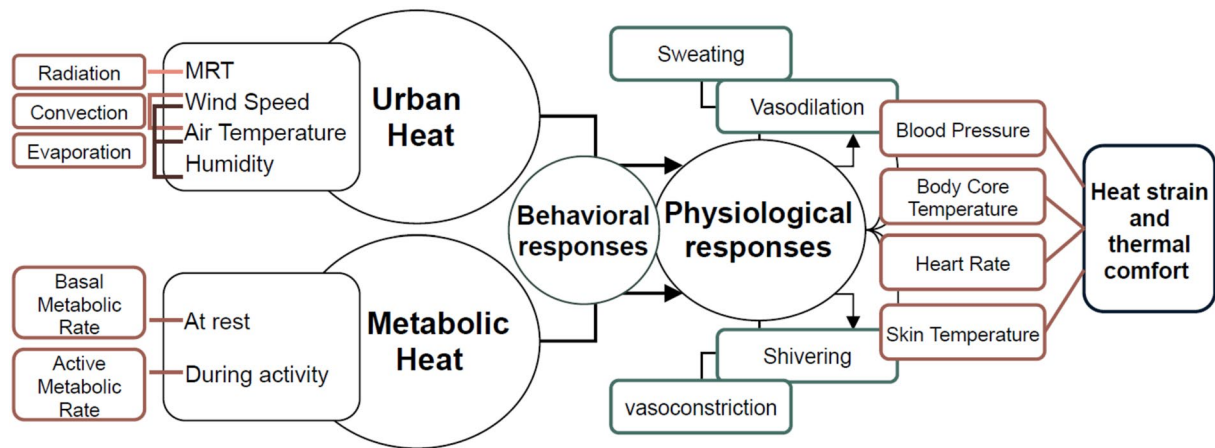 Radiation
Convection
Evaporation
MRT
Wind Speed
Air Temperature
Humidity
Urban
Heat
Basal
Metabolic
Rate
Active
Metabolic
Rate
At rest
During activity
Metabolic
Heat
Behavioral
responses
Physiological
responses
Sweating
Vasodilation
Shivering
vasoconstriction
Blood Pressure
Body Core
Temperature
Heart Rate
Skin Temperature
Heat strain
and
thermal
comfort